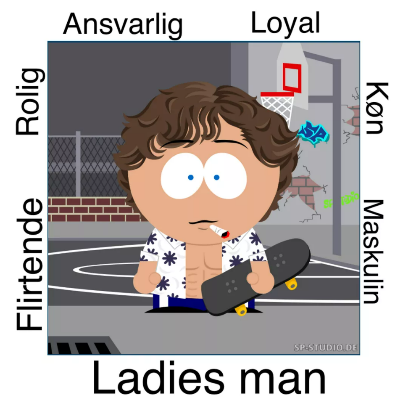 Ansvarlig
Loyal
Rolig
Køn
Flirtende
Maskulin
SP-STUDIO.DE
Ladies man